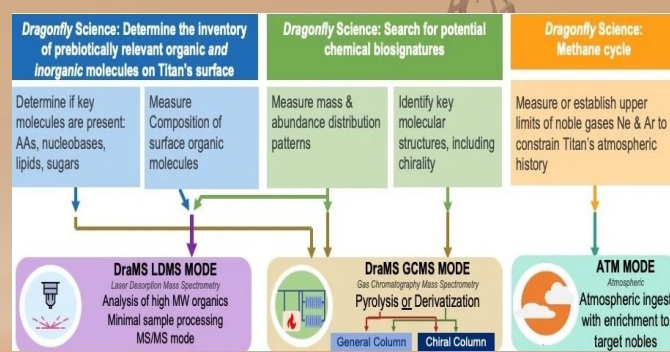 Dragonfly Science: Determine the inventory
of prebiotically relevant organic and
inorganic molecules on Titan's surface
Determine if key
molecules are present:
AAs, nucleobases,
lipids, sugars
Measure
Composition of
surface organic
molecules
Dragonfly Science: Search for potential
chemical biosignatures
Measure mass &
abundance distribution
patterns
Identify key
molecular
structures, including
chirality
Dragonfly Science:
Methane cycle
Measure or establish upper
limits of noble gases Ne & Ar to
constrain Titan's atmospheric
history
DraMS LDMS MODE
Laser Desorption Mass Spectrometry
Analysis of high MW organics
Minimal sample processing
MS/MS mode
DraMS GCMS MODE
Gas Chromatography Mass Spectrometry
Pyrolysis or Derivatization
General Column
Chiral Column
ATM MODE
Atmospheric
Atmospheric ingest
with enrichment to
target nobles